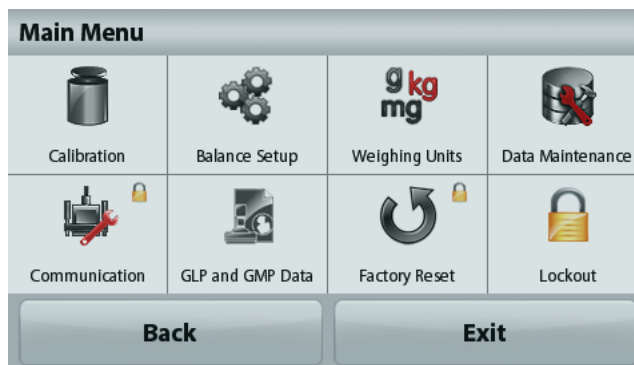 Main Menu
g kg
mg
Calibration
Balance Setup
Weighing Units
Data Maintenance
Communication
GLP and GMP Data
Factory Reset
Lockout
Back
Exit